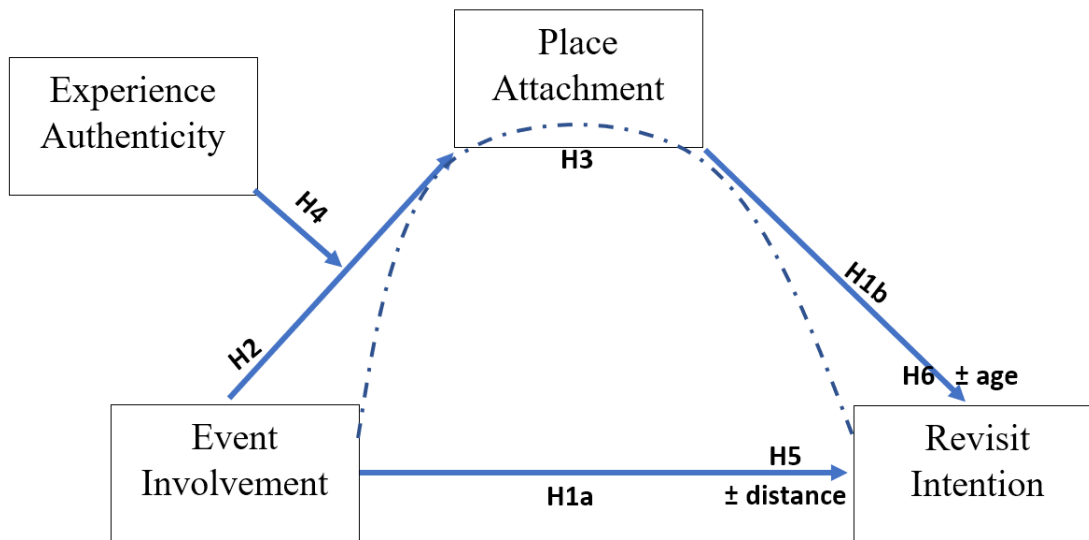 Place
Attachment
Experience
Authenticity
H3
H4
H1b
H2
H6 ± age
Event
Involvement
Revisit
Intention
H5
H1a
± distance